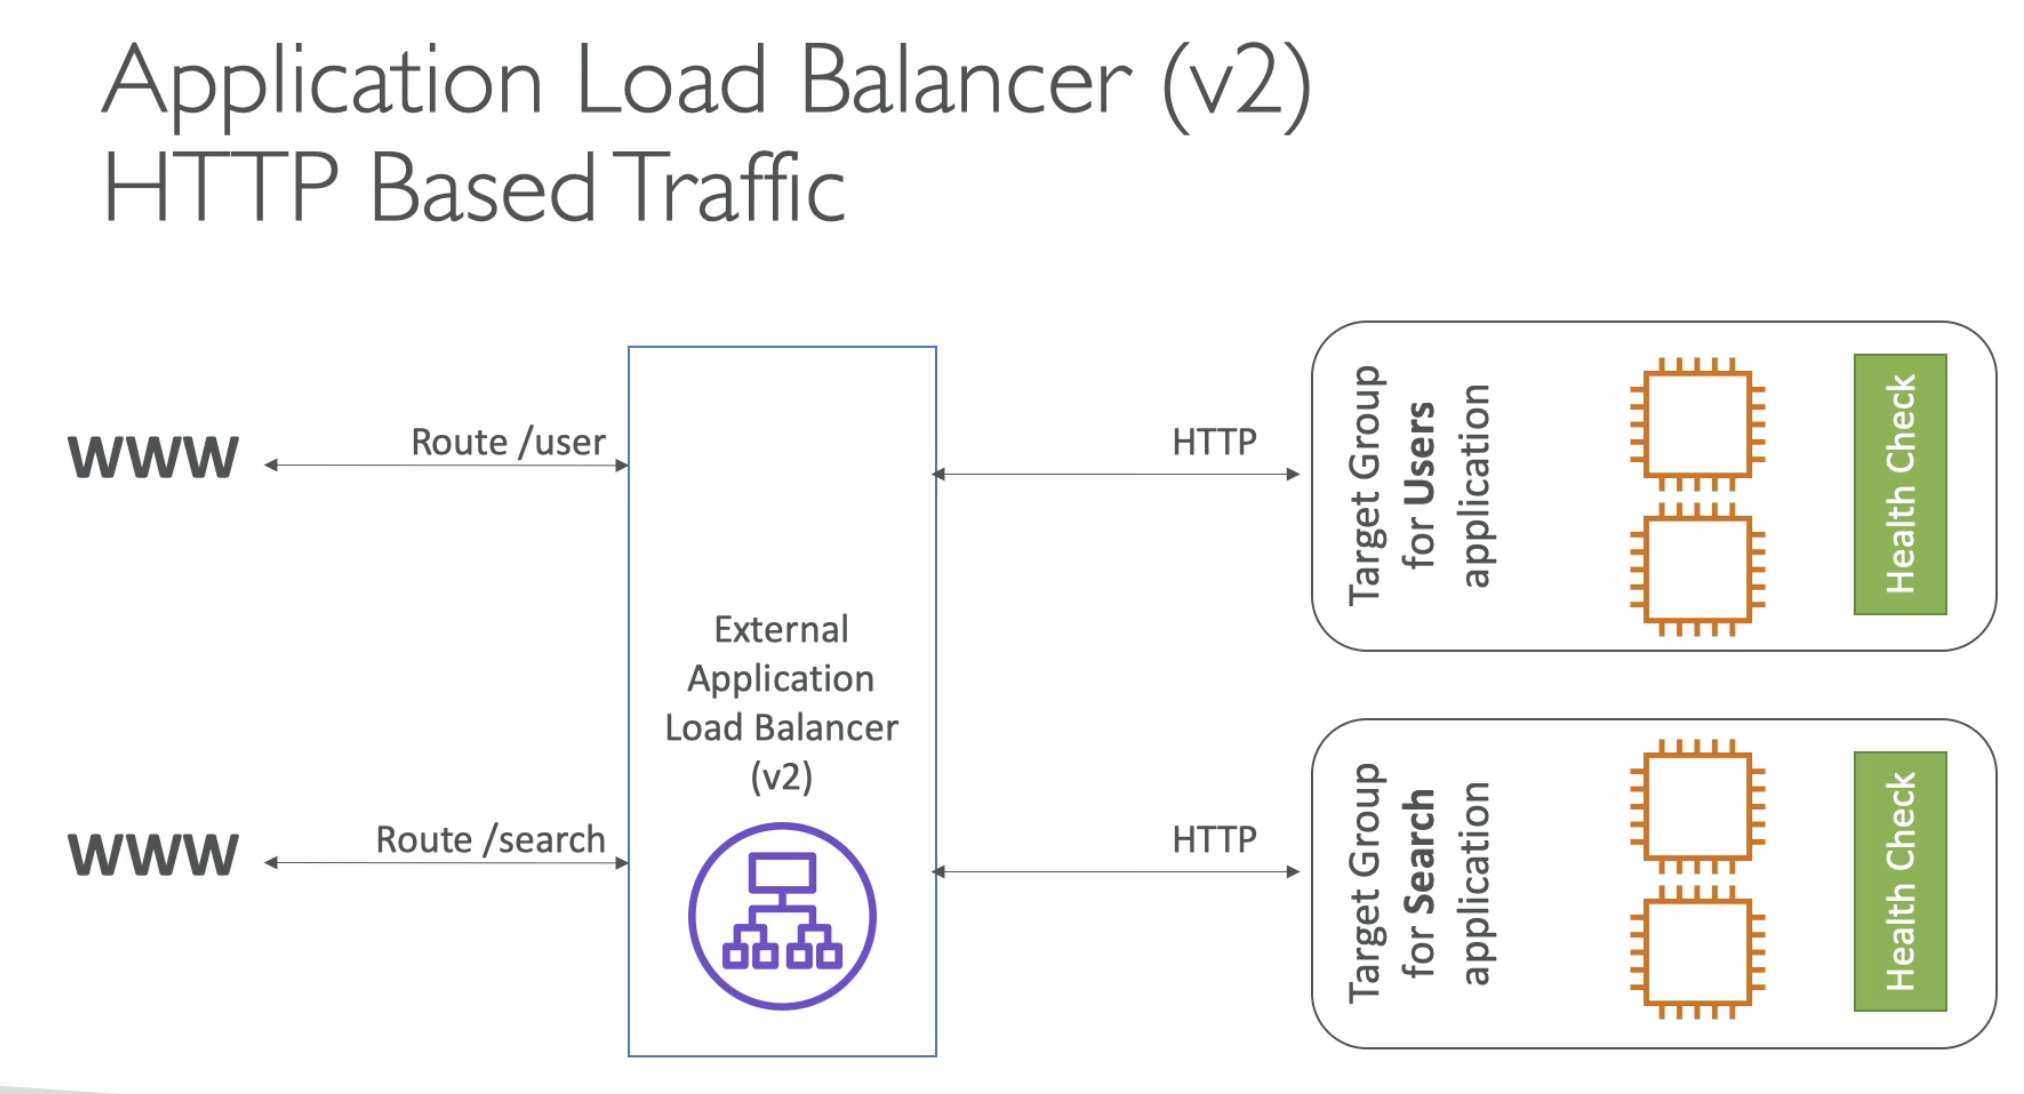 Application Load Balancer (v2)
HTTP Based Traffic
WWW
Route /user
HTTP
Target Group
for Users
application
Health Check
External
Application
Load Balancer
(v2)
WWW
Route /search
HTTP
Target Group
for Search
application
Health Check